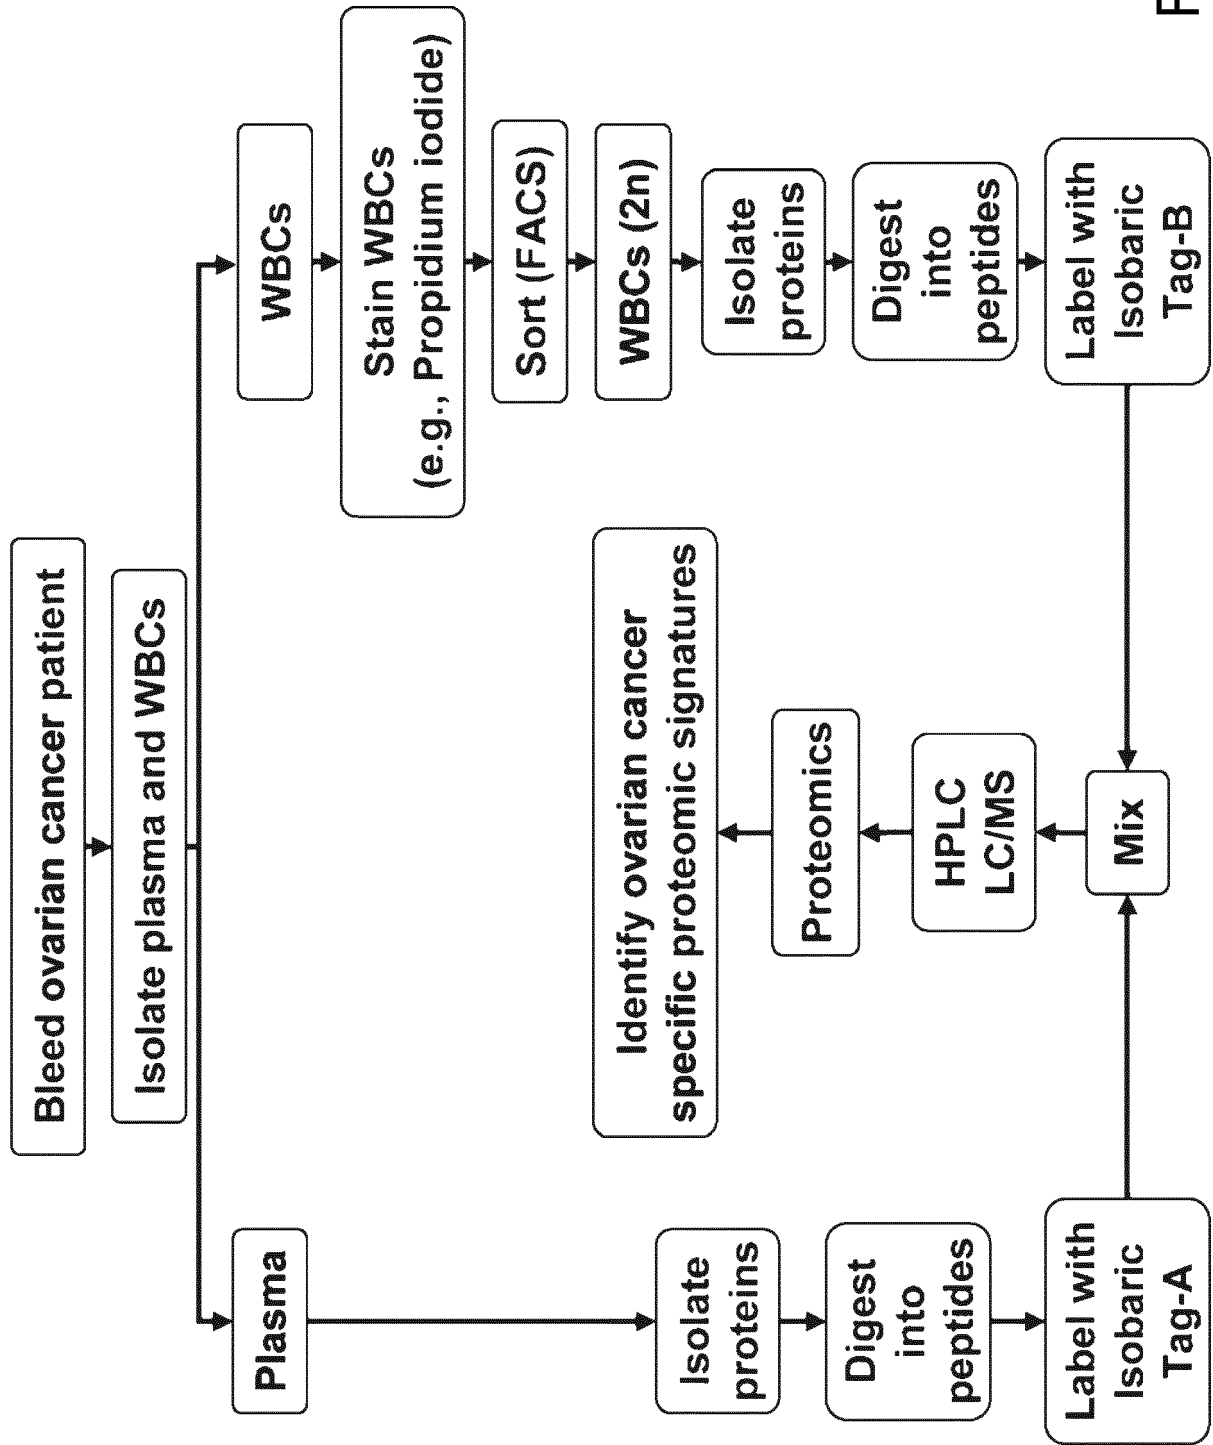 Bleed ovarian cancer patient
Isolate plasma and WBCs
Plasma
Isolate
proteins
Digest
into
peptides
Label with
Isobaric
Tag-A
WBCs
Stain WBCs
(e.g., Propidium iodide)
Sort (FACS)
WBCs (2n)
Isolate
proteins
Digest
into
peptides
Label with
Isobaric
Tag-B
Mix
HPLC
LC/MS
Proteomics
Identify ovarian cancer
specific proteomic signatures